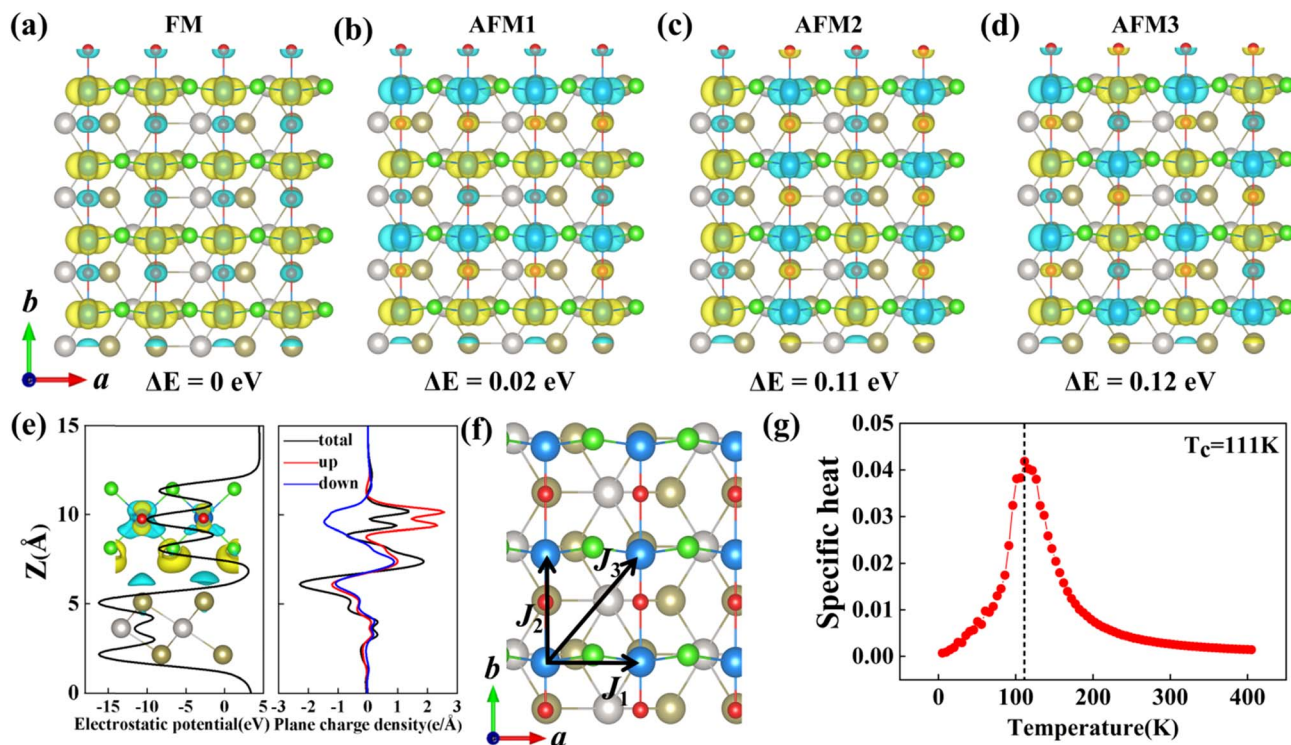 (a) FM
(b) AFM1
(c) AFM2
(d) AFM3
b
a
ΔE = 0 eV
ΔE = 0.02 eV
ΔE = 0.11 eV
ΔE = 0.12 eV
(e)
15
10
5
0
Z(Å)
-15 -10 -5 0 5
Electrostatic potential(eV)
total
up
down
-3 -2 -1 0 1 2 3
Plane charge density(e/Å)
(f)
J3
J2
J1
b
a
(g)
Tc=111K
0.05
0.04
0.03
0.02
0.01
0.00
Specific heat
0 100 200 300 400
Temperature(K)